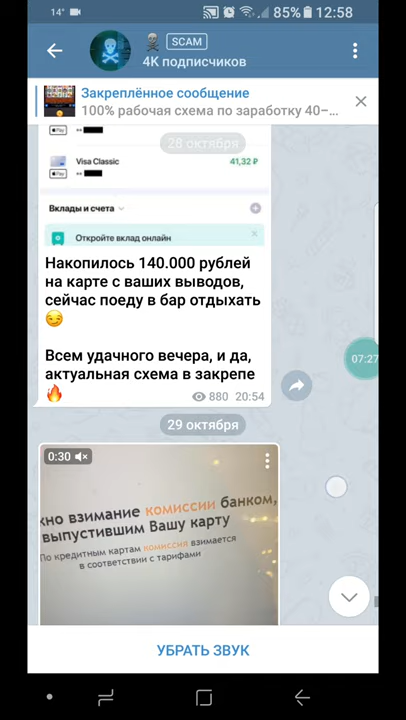 14° 85% 12:58
SCAM
4K подписчиков
Закреплённое сообщение
100% рабочая схема по заработку 40–...
28 октября
Pay
Visa Classic 41,32 ₽
Pay
Вклады и счета
Откройте вклад онлайн
Накопилось 140.000 рублей
на карте с ваших выводов,
сейчас поеду в бар отдыхать
Всем удачного вечера, и да,
актуальная схема в закрепе
880 20:54
07:27
29 октября
0:30
жно взимание комиссии банком,
выпустившим Вашу карту
По кредитным картам комиссия взимается
в соответствии с тарифами
УБРАТЬ ЗВУК